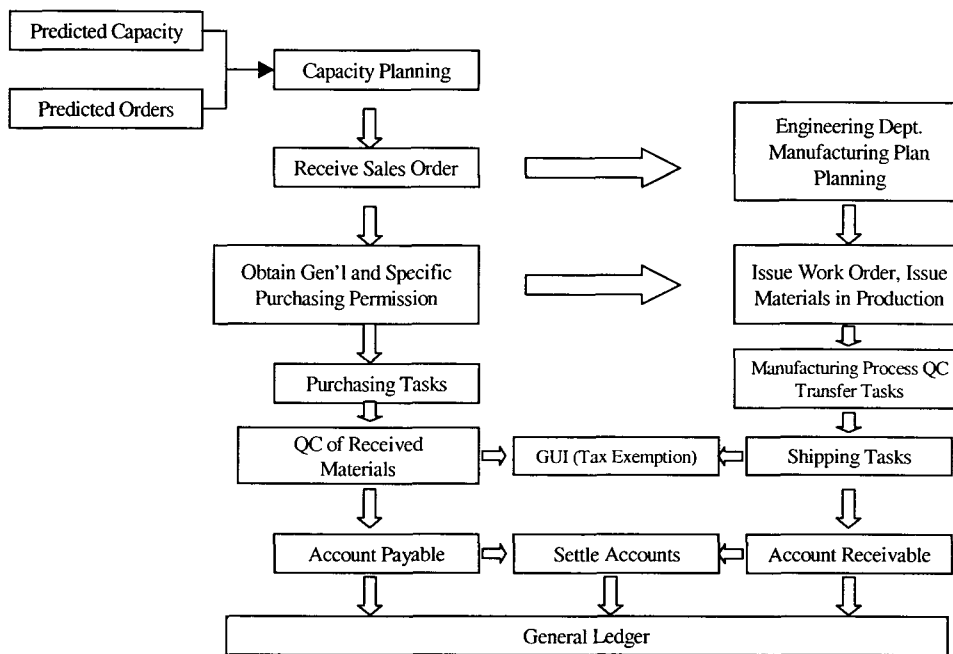 Predicted Capacity
Predicted Orders
Capacity Planning
Receive Sales Order
Engineering Dept.
Manufacturing Plan
Planning
Obtain Gen'l and Specific
Purchasing Permission
Issue Work Order, Issue
Materials in Production
Purchasing Tasks
Manufacturing Process QC
Transfer Tasks
QC of Received
Materials
GUI (Tax Exemption)
Shipping Tasks
Account Payable
Settle Accounts
Account Receivable
General Ledger